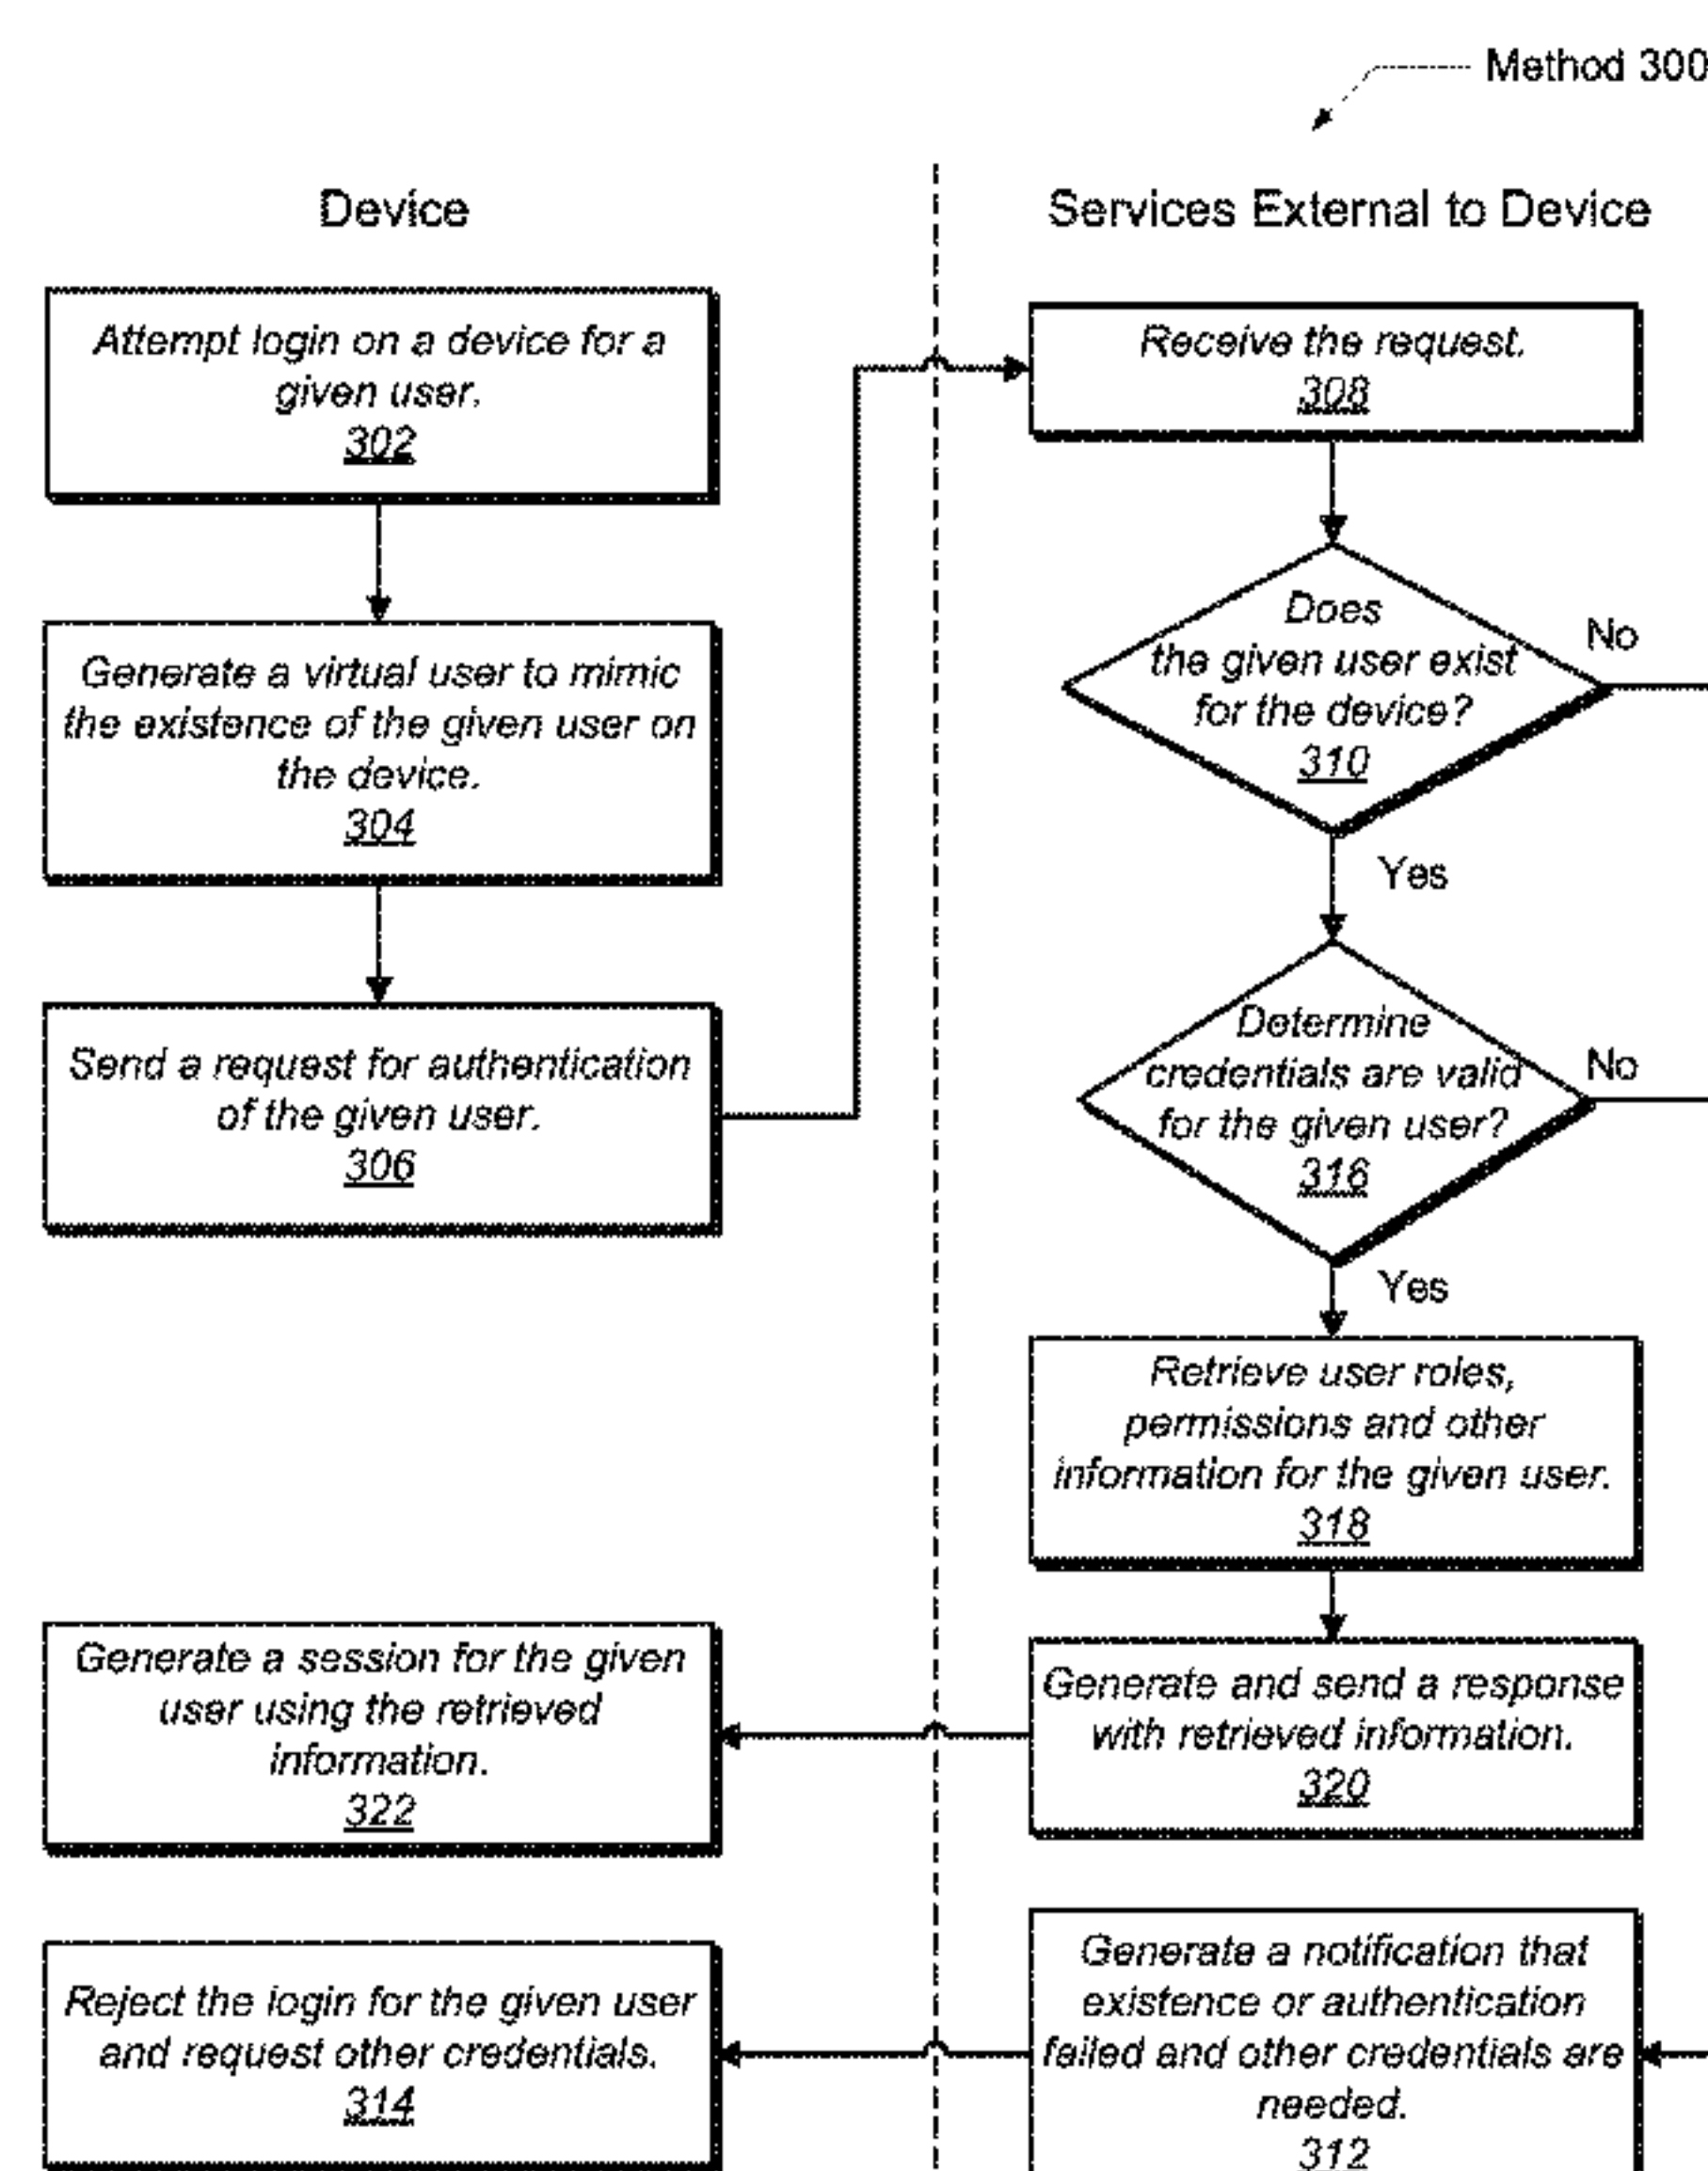 Method 300
Device
Services External to Device
Attempt login on a device for a
given user.
302
Generate a virtual user to mimic
the existence of the given user on
the device.
304
Send a request for authentication
of the given user.
306
Receive the request.
308
Does
the given user exist
for the device?
310
No
Yes
Determine
credentials are valid
for the given user?
316
No
Yes
Retrieve user roles,
permissions and other
information for the given user.
318
Generate and send a response
with retrieved information.
320
Generate a session for the given
user using the retrieved
information.
322
Generate a notification that
existence or authentication
failed and other credentials are
needed.
312
Reject the login for the given user
and request other credentials.
314